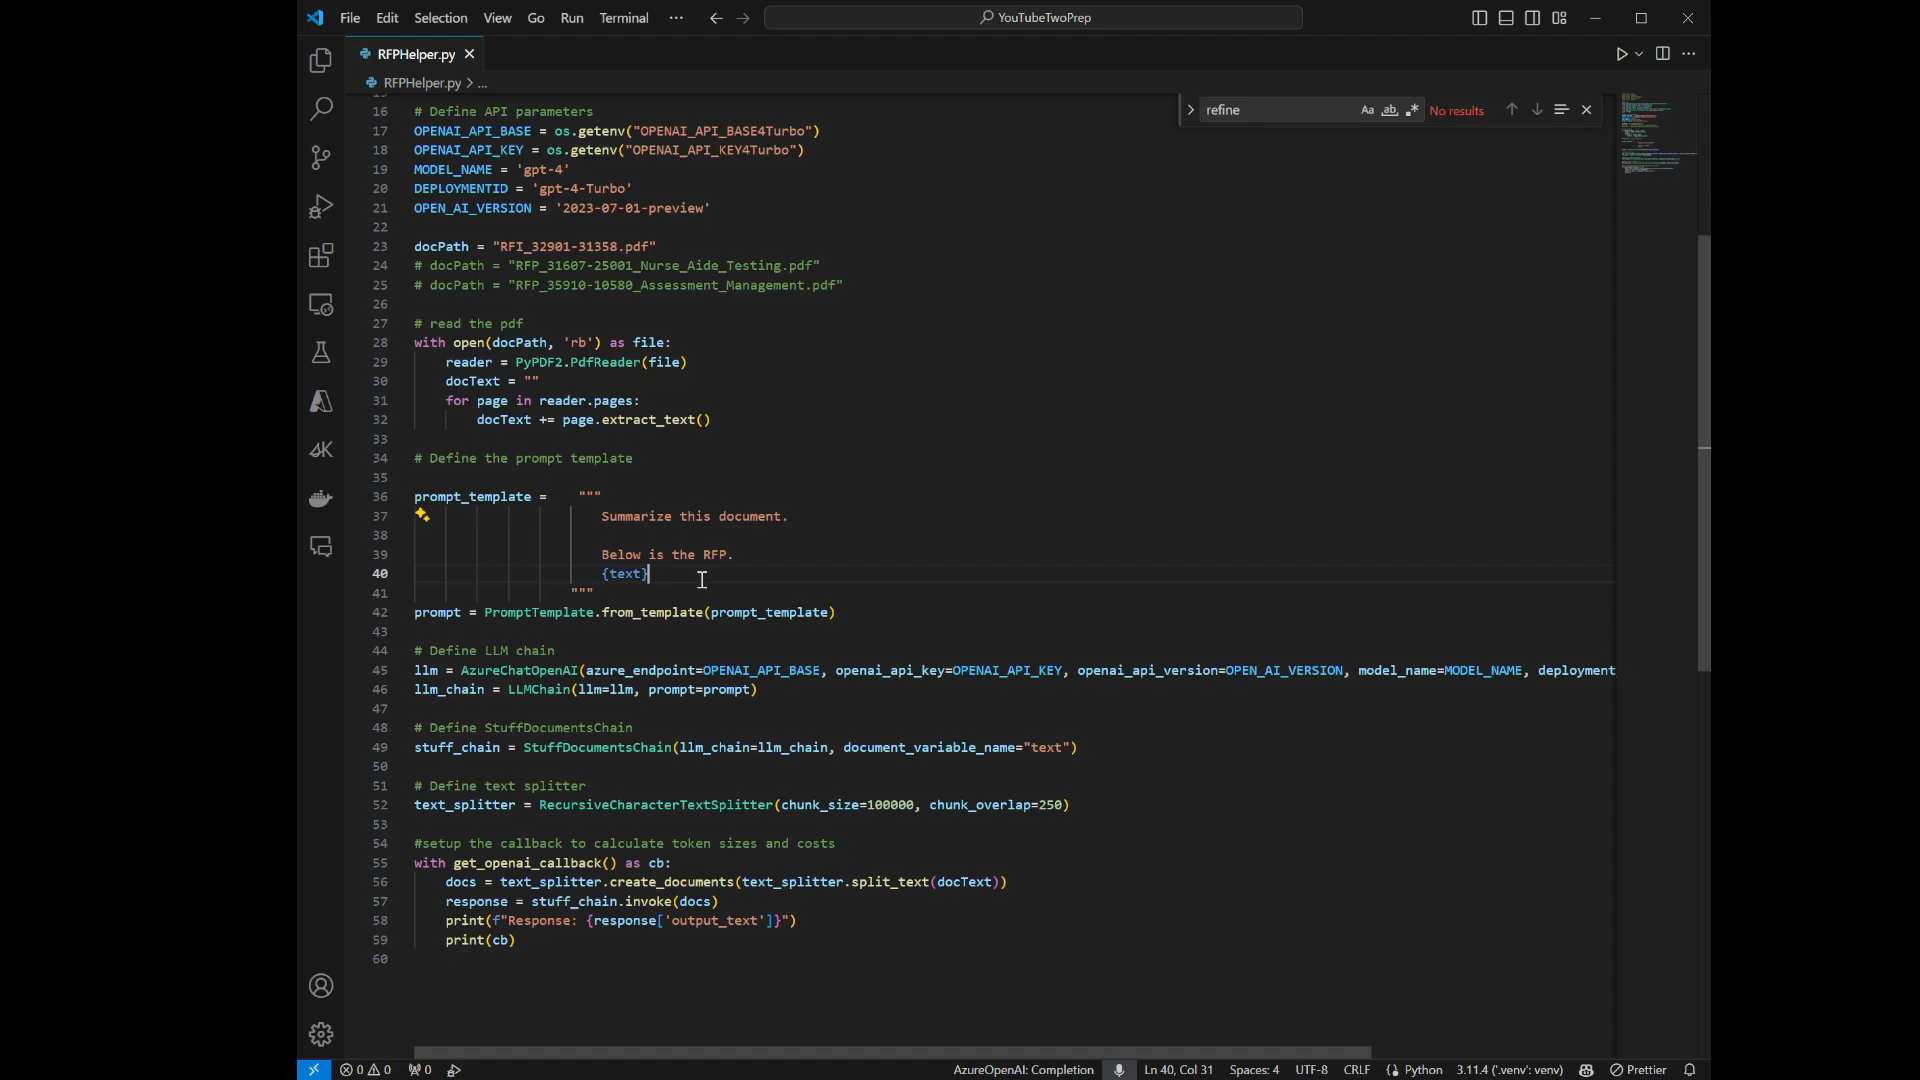 File Edit Selection View Go Run Terminal ··· YouTubeTwoPrep
RFPHelper.py
RFPHelper.py > ...
refine Aa ab No results
15
16 # Define API parameters
17 OPENAI_API_BASE = os.getenv("OPENAI_API_BASE4Turbo")
18 OPENAI_API_KEY = os.getenv("OPENAI_API_KEY4Turbo")
19 MODEL_NAME = 'gpt-4'
20 DEPLOYMENTID = 'gpt-4-Turbo'
21 OPEN_AI_VERSION = '2023-07-01-preview'
22
23 docPath = "RFI_32901-31358.pdf"
24 # docPath = "RFP_31607-25001_Nurse_Aide_Testing.pdf"
25 # docPath = "RFP_35910-10580_Assessment_Management.pdf"
26
27 # read the pdf
28 with open(docPath, 'rb') as file:
29 reader = PyPDF2.PdfReader(file)
30 docText = ""
31 for page in reader.pages:
32 docText += page.extract_text()
33
34 # Define the prompt template
35
36 prompt_template = """
37 Summarize this document.
38
39 Below is the RFP.
40 {text}
41 """
42 prompt = PromptTemplate.from_template(prompt_template)
43
44 # Define LLM chain
45 llm = AzureChatOpenAI(azure_endpoint=OPENAI_API_BASE, openai_api_key=OPENAI_API_KEY, openai_api_version=OPEN_AI_VERSION, model_name=MODEL_NAME, deployment_
46 llm_chain = LLMChain(llm=llm, prompt=prompt)
47
48 # Define StuffDocumentsChain
49 stuff_chain = StuffDocumentsChain(llm_chain=llm_chain, document_variable_name="text")
50
51 # Define text splitter
52 text_splitter = RecursiveCharacterTextSplitter(chunk_size=100000, chunk_overlap=250)
53
54 #setup the callback to calculate token sizes and costs
55 with get_openai_callback() as cb:
56 docs = text_splitter.create_documents(text_splitter.split_text(docText))
57 response = stuff_chain.invoke(docs)
58 print(f"Response: {response['output_text']}")
59 print(cb)
60
0 0 0 AzureOpenAI: Completion Ln 40, Col 31 Spaces: 4 UTF-8 CRLF Python 3.11.4 ('.venv': venv) Prettier